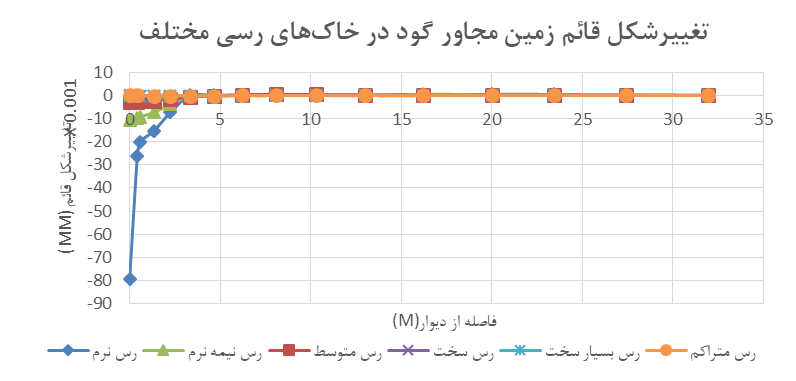 تغییرشکل قائم زمین مجاور گود در خاک‌های رسی مختلف
10
0
-10
-20
-30
-40
-50
-60
-70
-80
-90
0 5 10 15 20 25 30 35
تغییرشکل قائم (MM)
×0.001
فاصله از دیوار(M)
رس نرم رس نیمه نرم رس متوسط رس سخت رس بسیار سخت رس متراکم